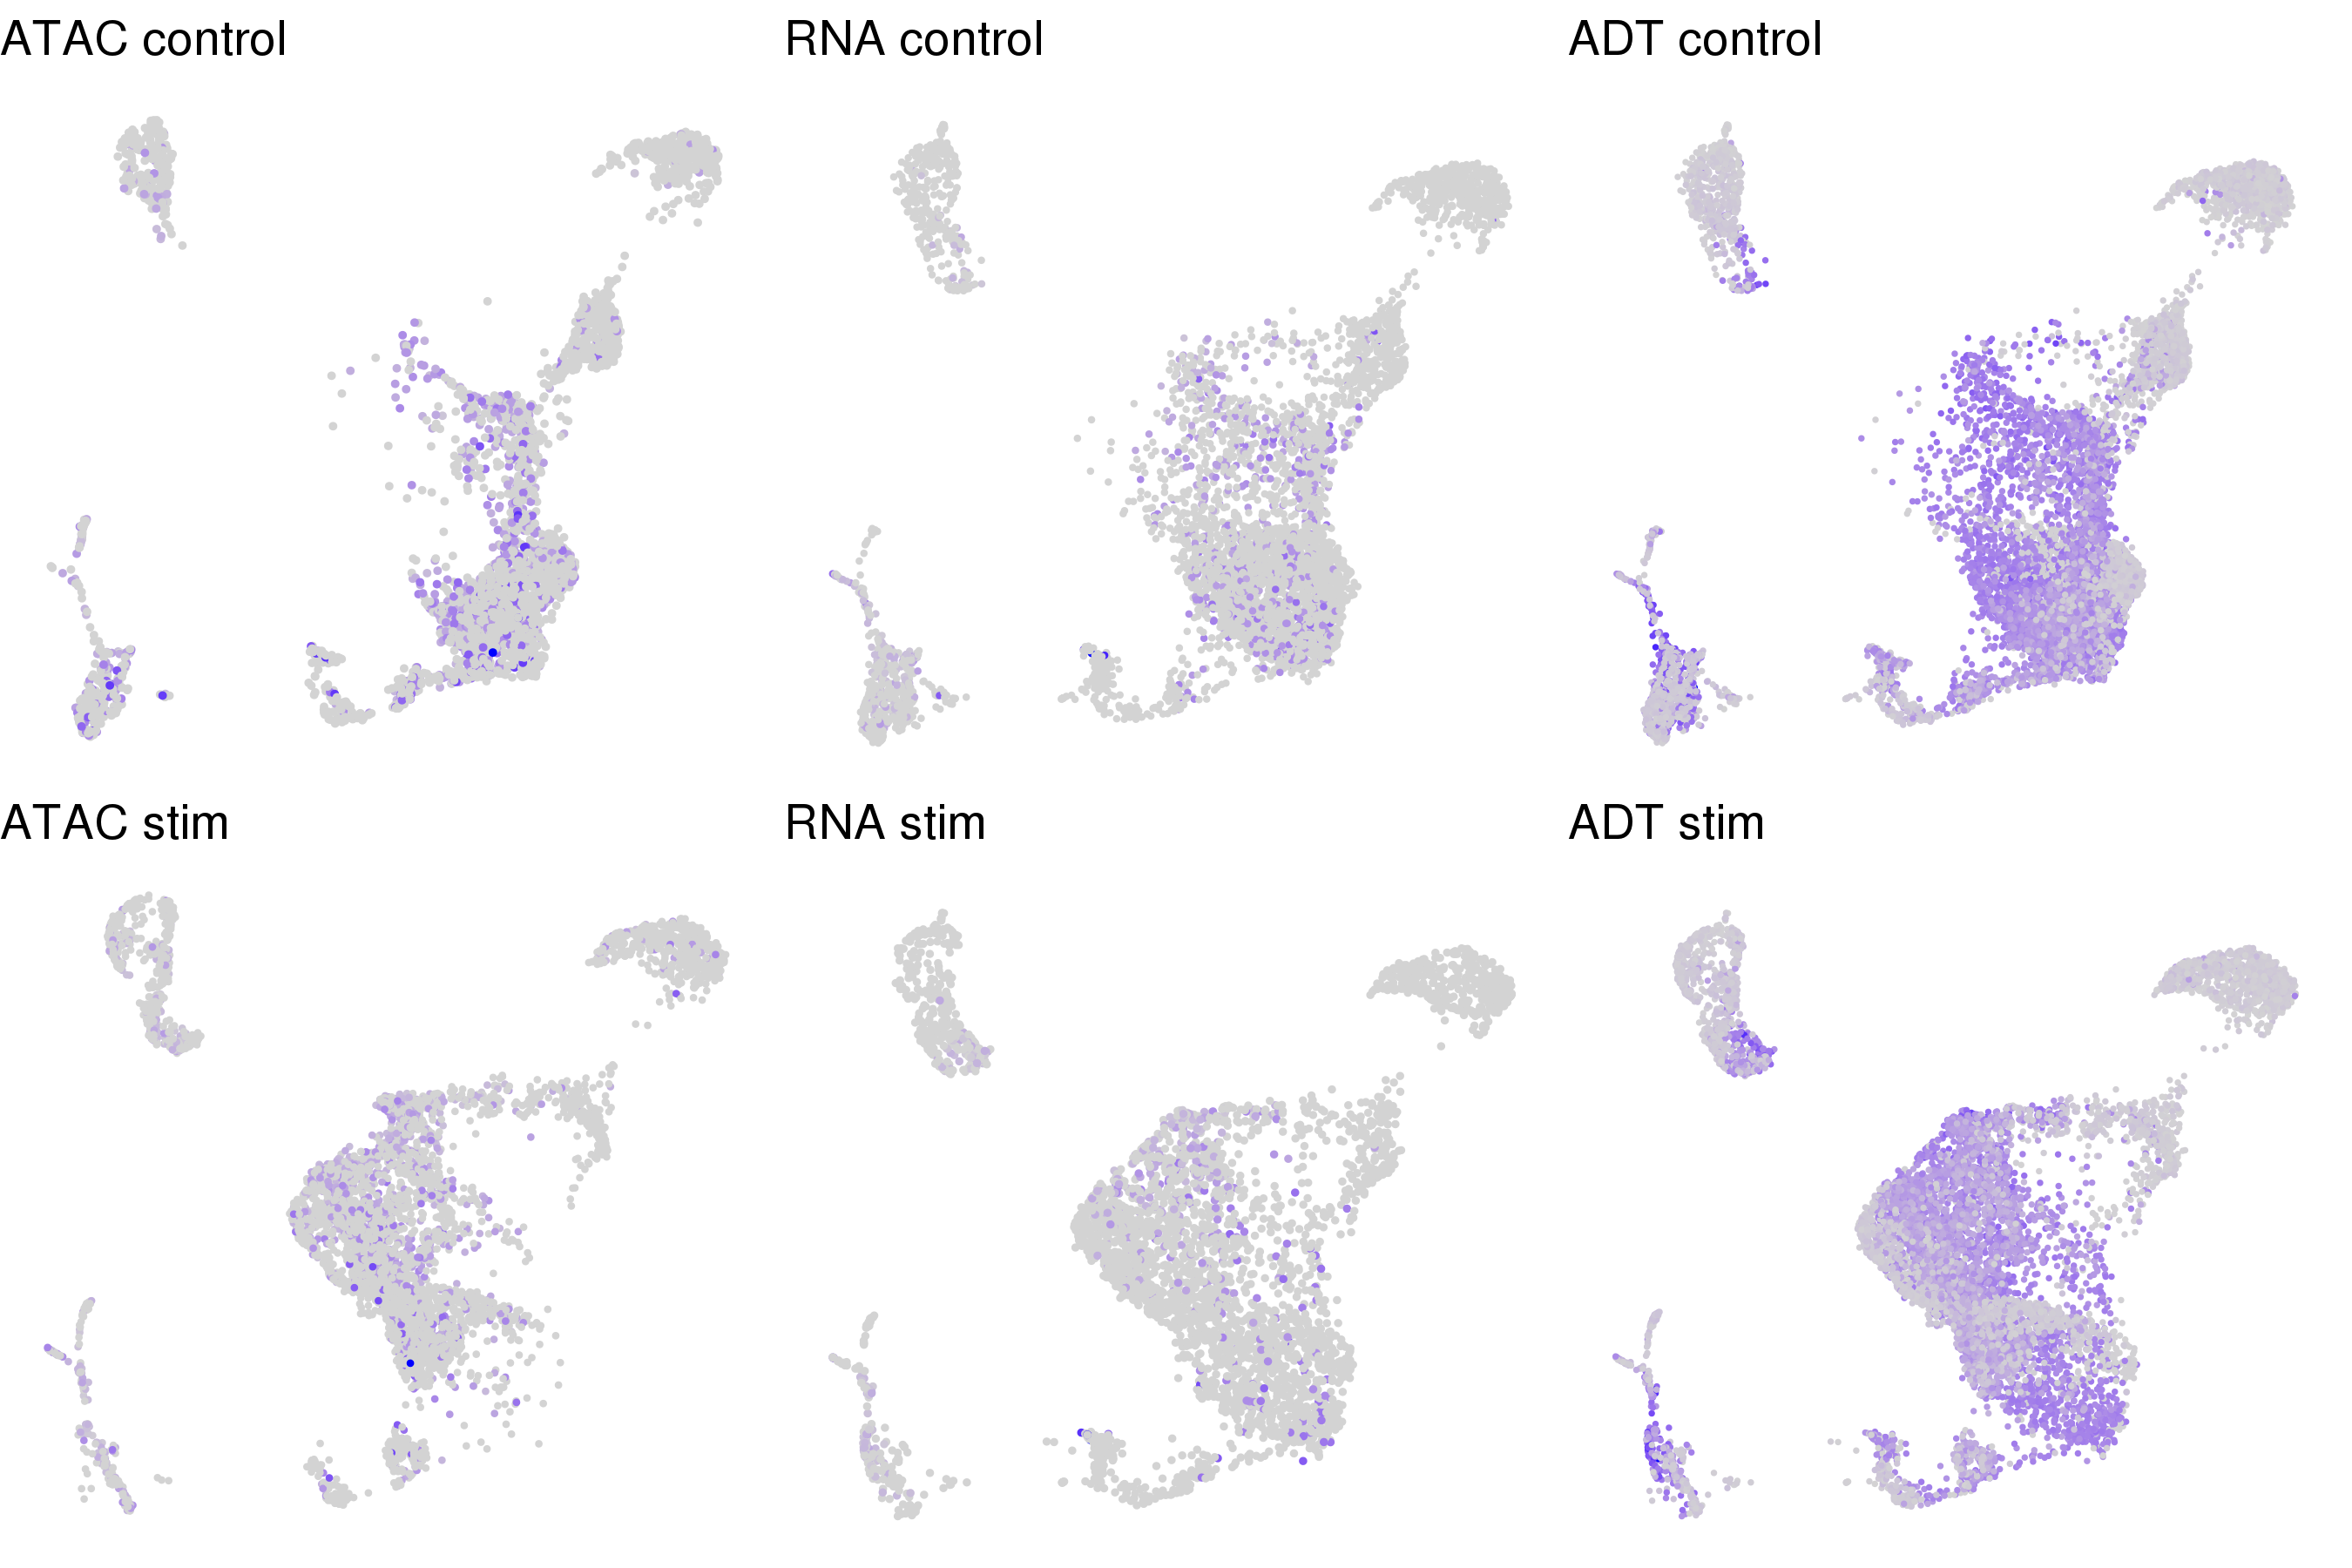 ATAC control
RNA control
ADT control
ATAC stim
RNA stim
ADT stim